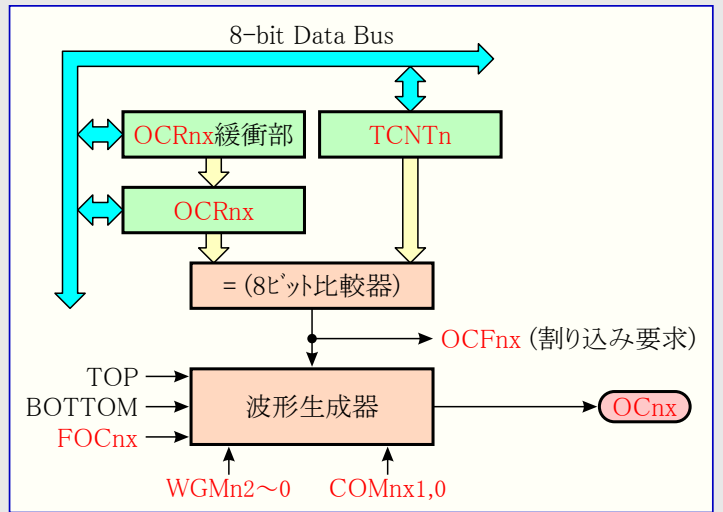 8-bit Data Bus
OCRnx緩衝部
TCNTn
OCRnx
= (8ﾋﾞｯﾄ比較器)
OCFnx (割り込み要求)
TOP
BOTTOM
FOCnx
波形生成器
OCnx
WGMn2～0
COMnx1,0